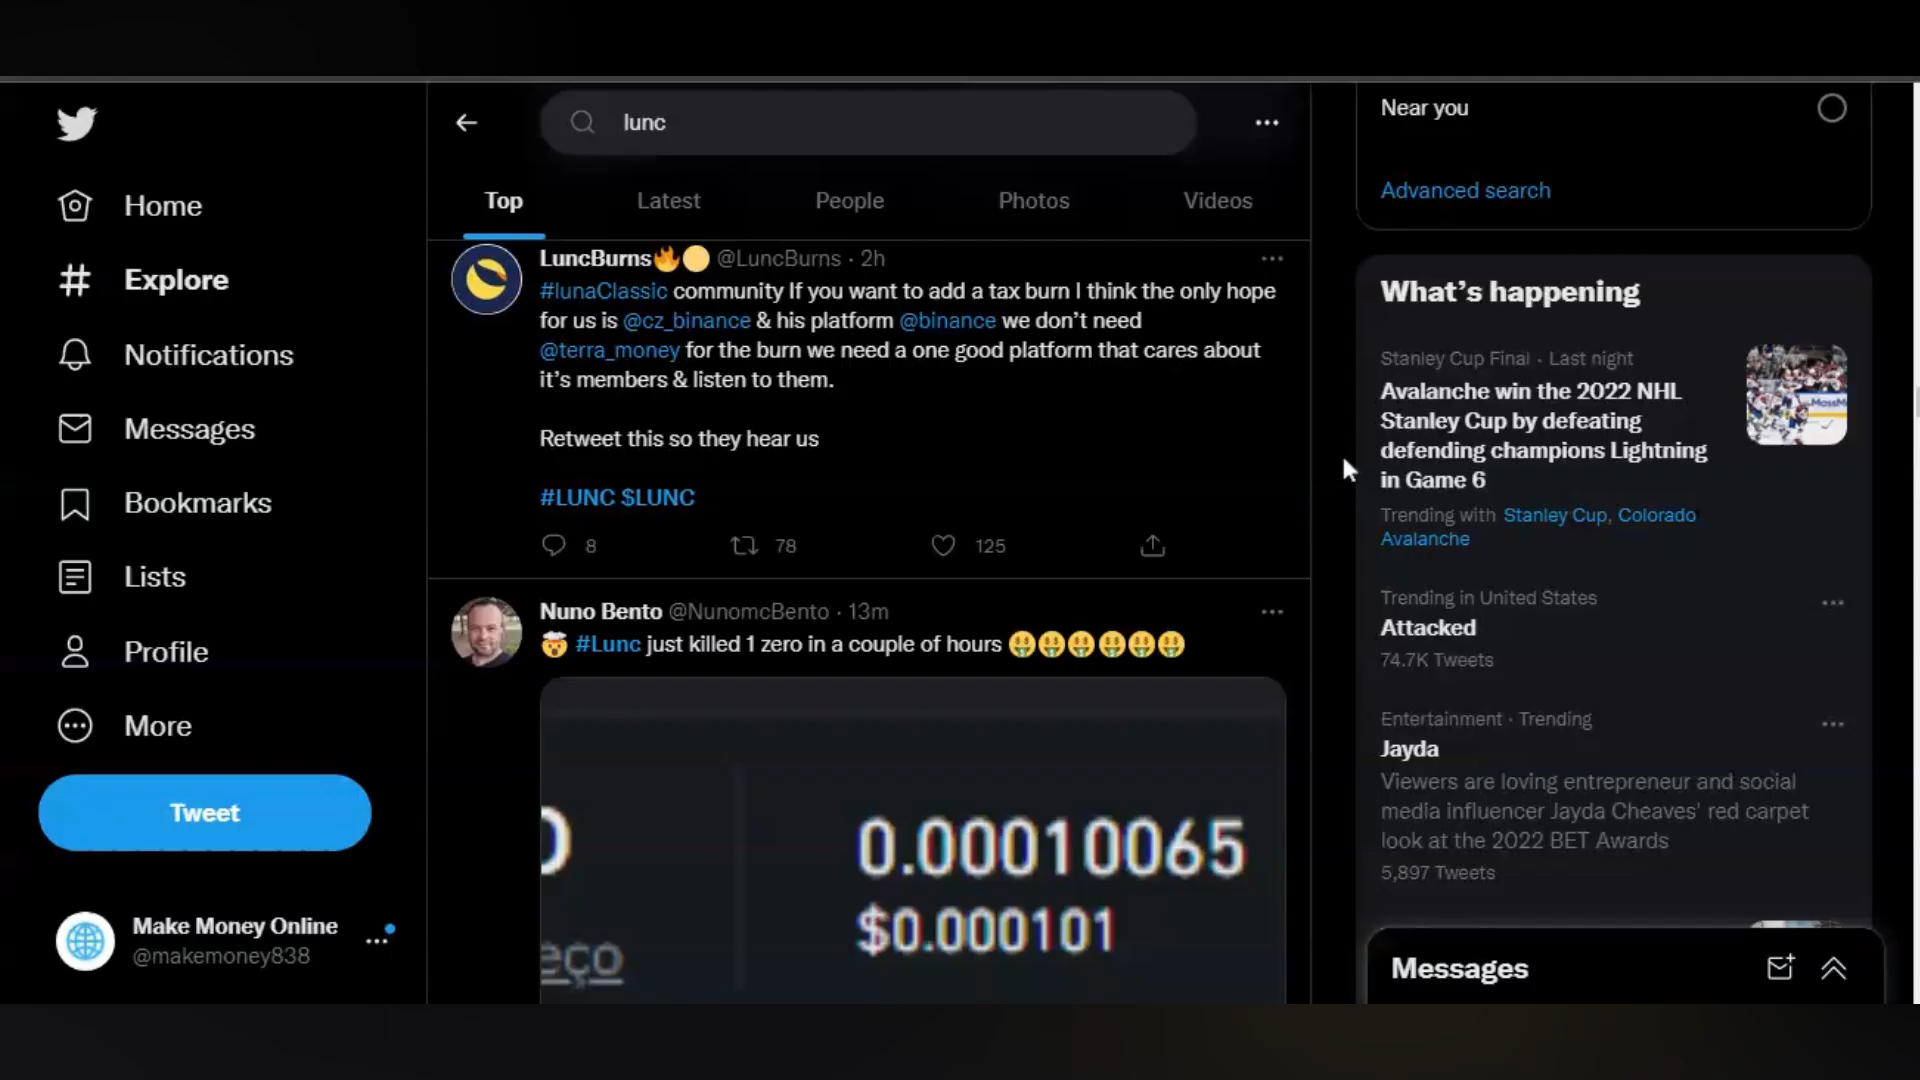 Home
Explore
Notifications
Messages
Bookmarks
Lists
Profile
More
Tweet
Make Money Online
@makemoney838
lunc
Top
Latest
People
Photos
Videos
LuncBurns🔥🟡 @LuncBurns · 2h
#lunaClassic community If you want to add a tax burn I think the only hope
for us is @cz_binance & his platform @binance we don't need
@terra_money for the burn we need a one good platform that cares about
it's members & listen to them.
Retweet this so they hear us
#LUNC $LUNC
8
78
125
Nuno Bento @NunomcBento · 13m
🤯 #Lunc just killed 1 zero in a couple of hours 🤑🤑🤑🤑🤑🤑
0.00010065
$0.000101
eço
Near you
Advanced search
What's happening
Stanley Cup Final · Last night
Avalanche win the 2022 NHL
Stanley Cup by defeating
defending champions Lightning
in Game 6
Trending with Stanley Cup, Colorado
Avalanche
Trending in United States
Attacked
74.7K Tweets
Entertainment · Trending
Jayda
Viewers are loving entrepreneur and social
media influencer Jayda Cheaves' red carpet
look at the 2022 BET Awards
5,897 Tweets
Messages